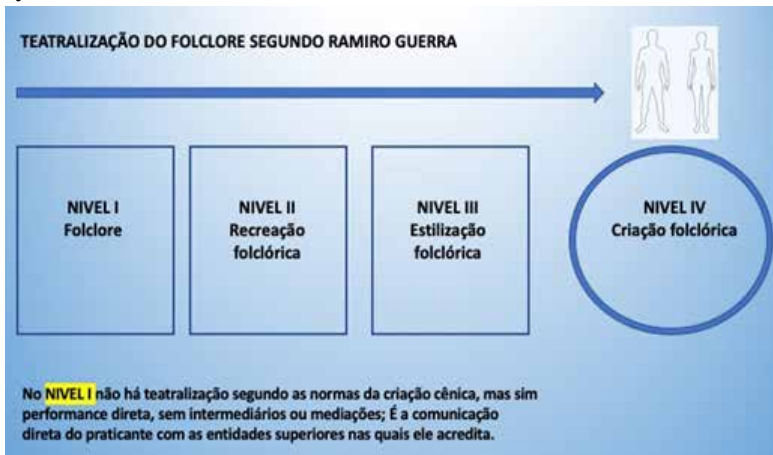 TEATRALIZAÇÃO DO FOLCLORE SEGUNDO RAMIRO GUERRA
NIVEL I
Folclore
NIVEL II
Recreação
folclórica
NIVEL III
Estilização
folclórica
NIVEL IV
Criação folclórica
No NIVEL I não há teatralização segundo as normas da criação cênica, mas sim
performance direta, sem intermediários ou mediações; É a comunicação
direta do praticante com as entidades superiores nas quais ele acredita.